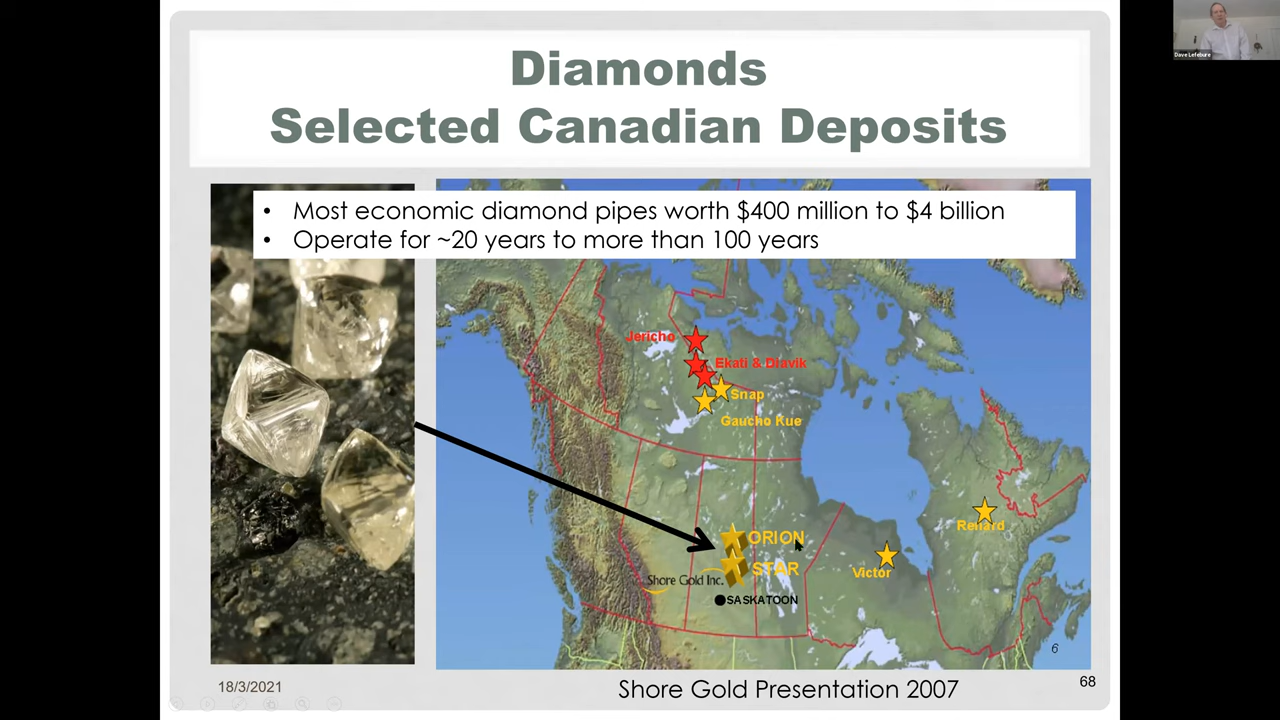 Dave Lefebure
Diamonds
Selected Canadian Deposits
• Most economic diamond pipes worth $400 million to $4 billion
• Operate for ~20 years to more than 100 years
Jericho
Ekati & Diavik
Snap
Gaucho Kue
ORION
STAR
Shore Gold Inc.
SASKATOON
Victor
Renard
6
18/3/2021
Shore Gold Presentation 2007
68